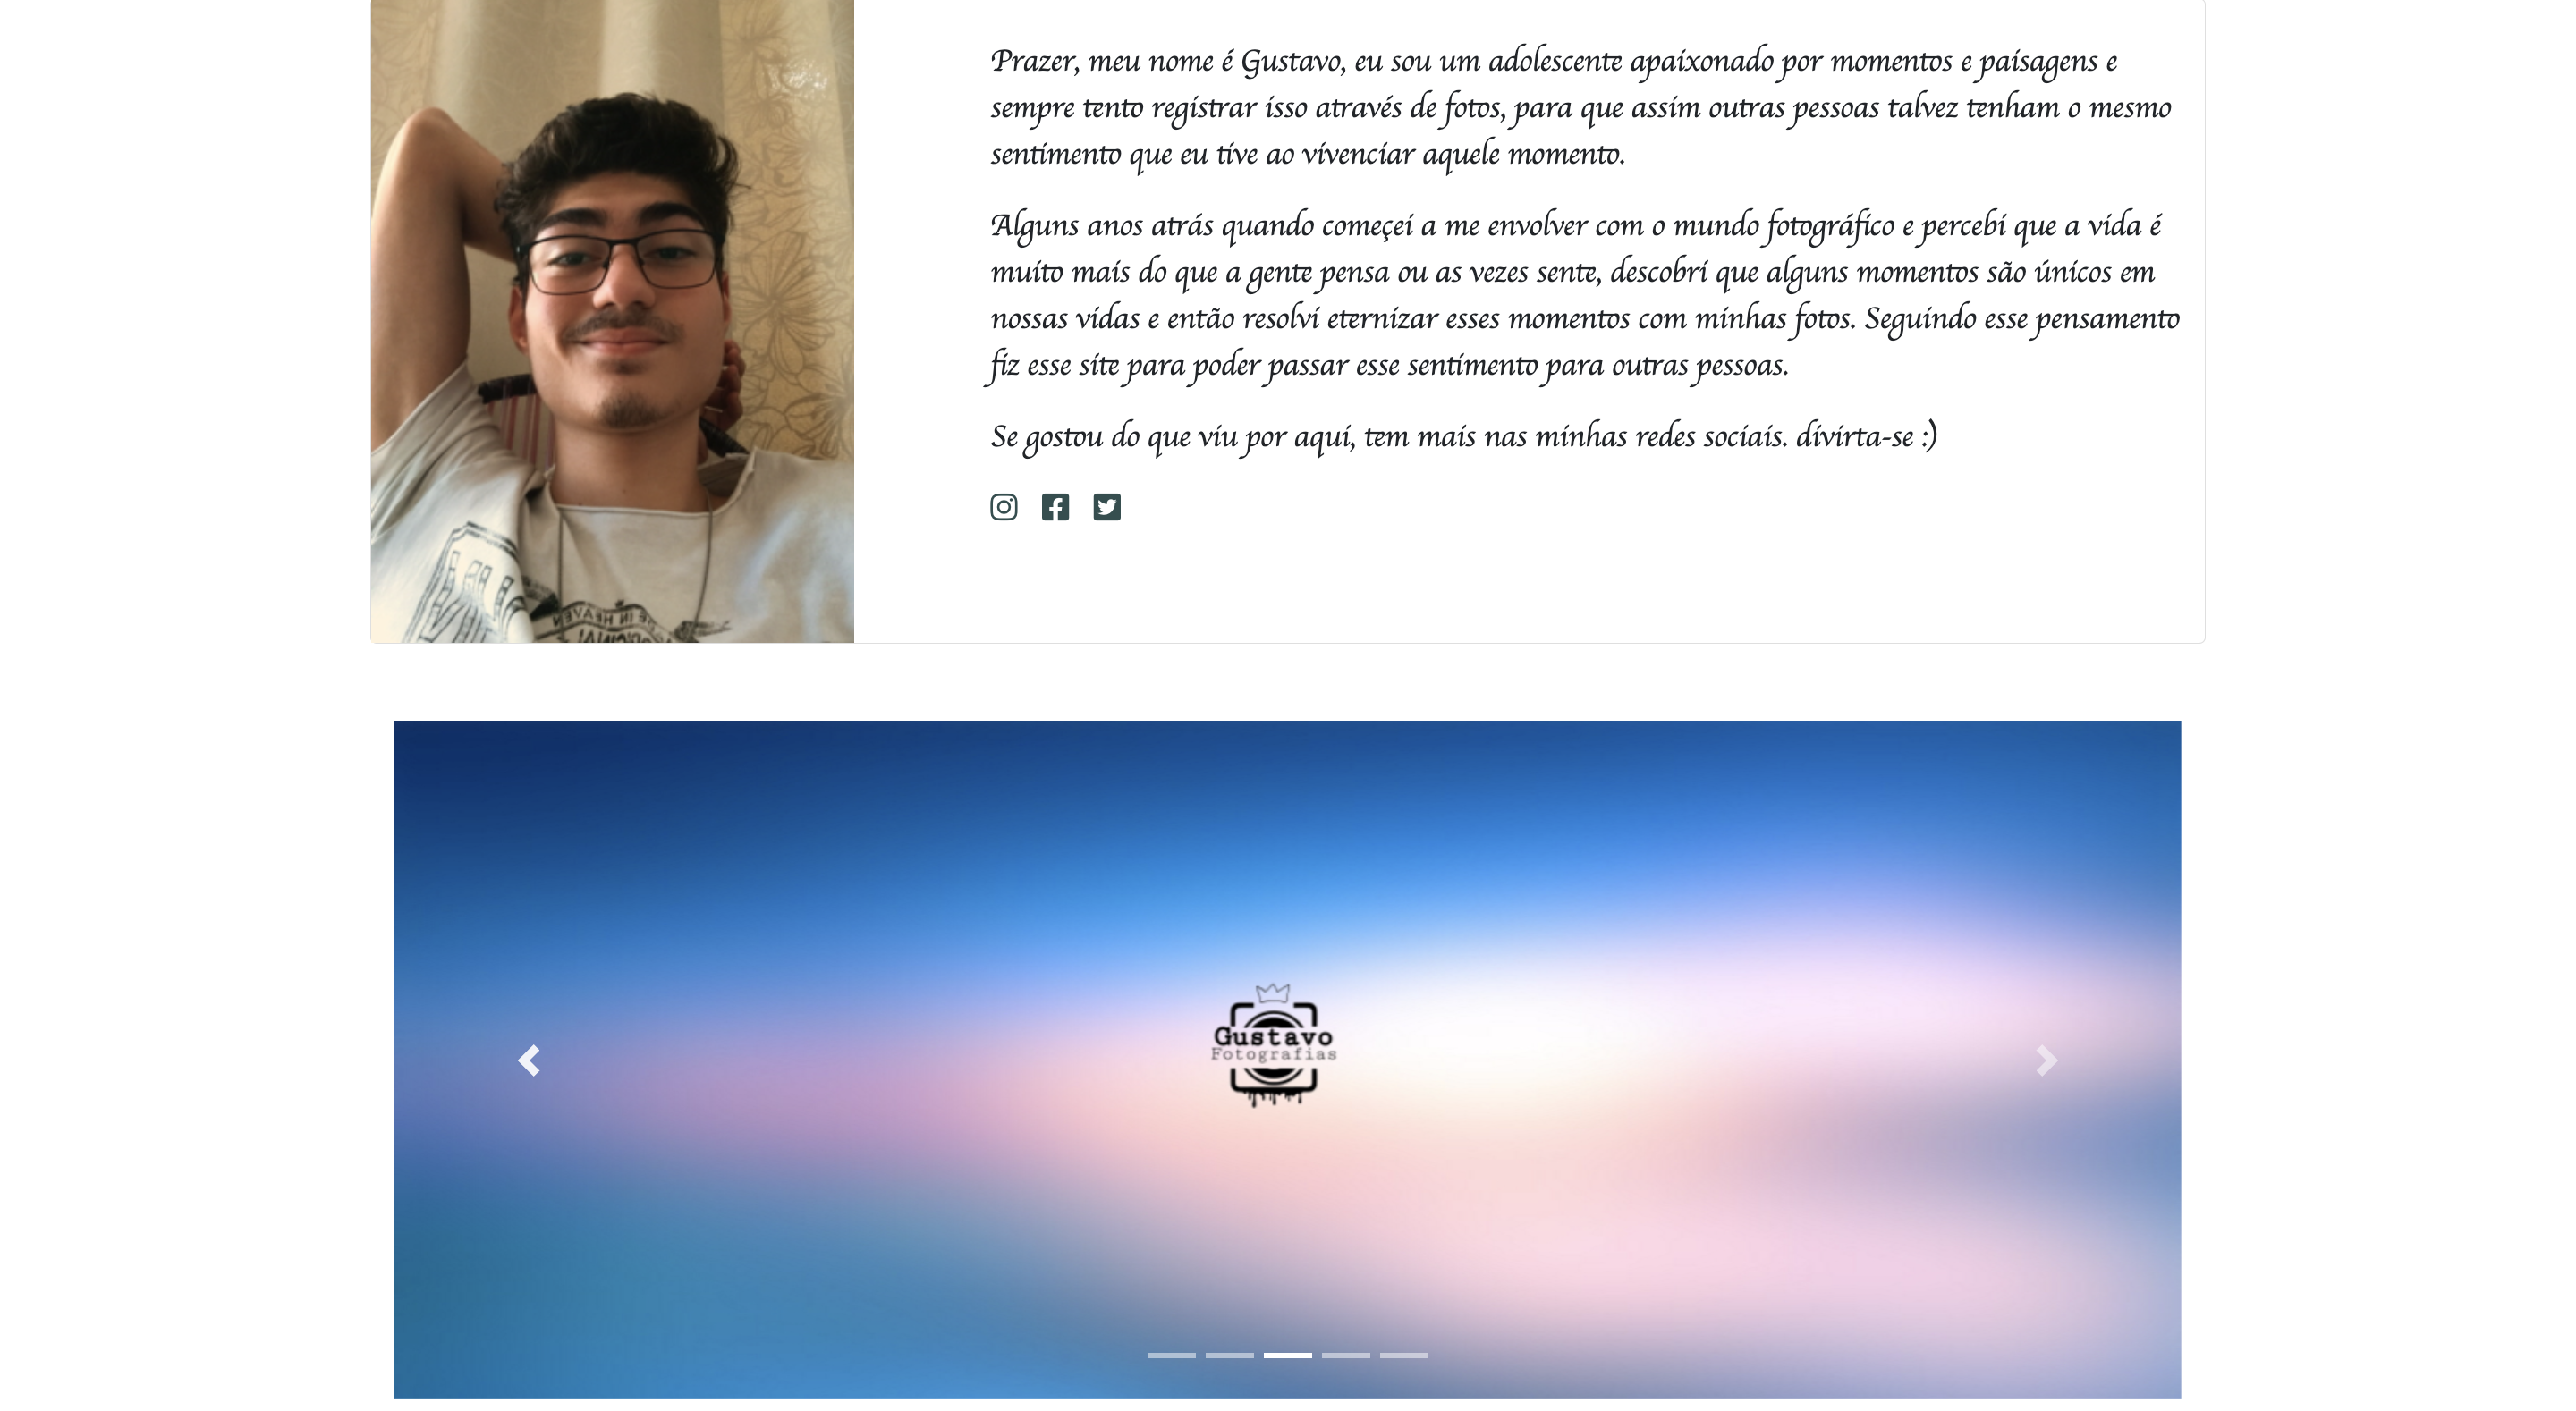 Prazer, meu nome é Gustavo, eu sou um adolescente apaixonado por momentos e paisagens e
sempre tento registrar isso através de fotos, para que assim outras pessoas talvez tenham o mesmo
sentimento que eu tive ao vivenciar aquele momento.
Alguns anos atrás quando começei a me envolver com o mundo fotográfico e percebi que a vida é
muito mais do que a gente pensa ou as vezes sente, descobri que alguns momentos são únicos em
nossas vidas e então resolvi eternizar esses momentos com minhas fotos. Seguindo esse pensamento
fiz esse site para poder passar esse sentimento para outras pessoas.
Se gostou do que viu por aqui, tem mais nas minhas redes sociais. divirta-se :)
Gustavo
Fotografias